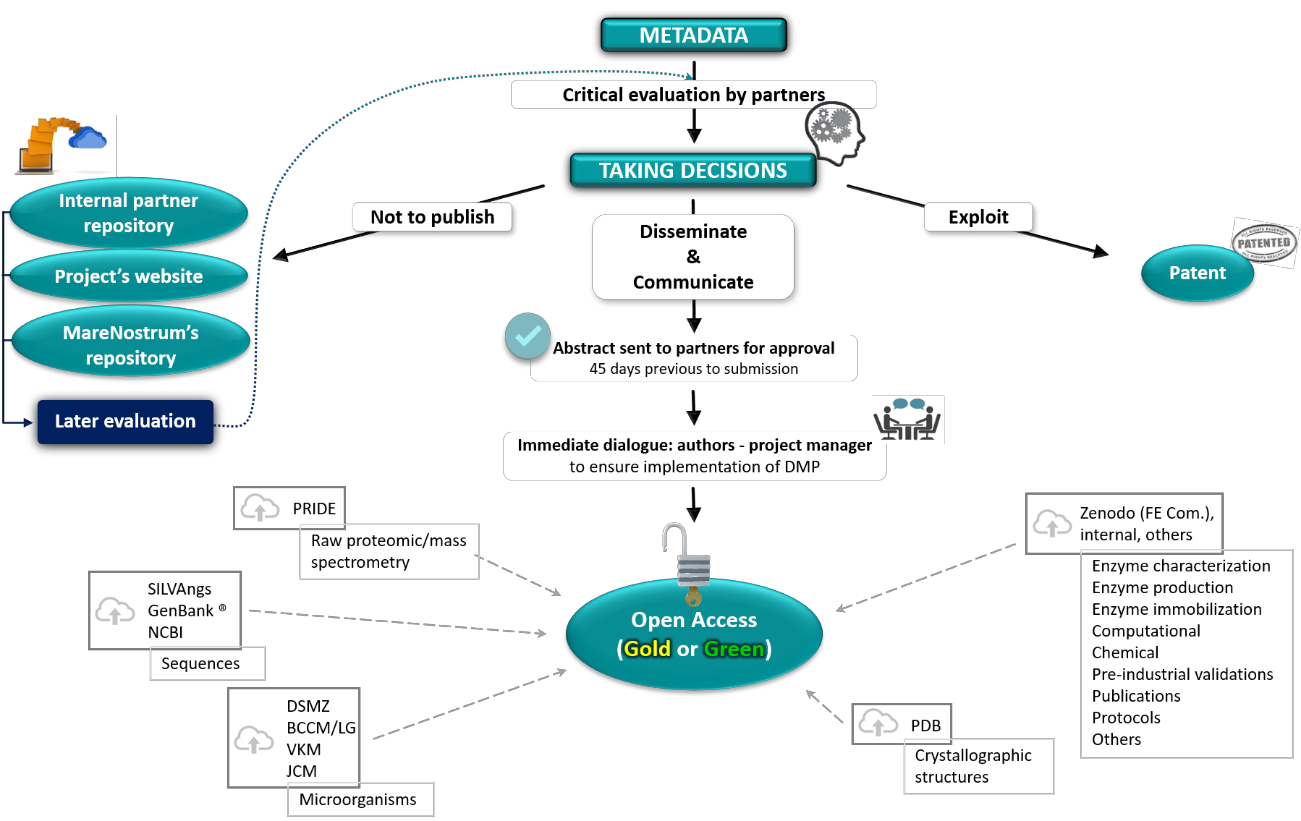 METADATA
Critical evaluation by partners
TAKING DECISIONS
Internal partner
repository
Project's website
MareNostrum's
repository
Later evaluation
Not to publish
Disseminate
&
Communicate
Exploit
PATENTED
Patent
Abstract sent to partners for approval
45 days previous to submission
Immediate dialogue: authors - project manager
to ensure implementation of DMP
PRIDE
Raw proteomic/mass
spectrometry
SILVAngs
GenBank ®
NCBI
Sequences
DSMZ
BCCM/LG
VKM
JCM
Microorganisms
Open Access
(Gold or Green)
Zenodo (FE Com.),
internal, others
Enzyme characterization
Enzyme production
Enzyme immobilization
Computational
Chemical
Pre-industrial validations
Publications
Protocols
Others
PDB
Crystallographic
structures